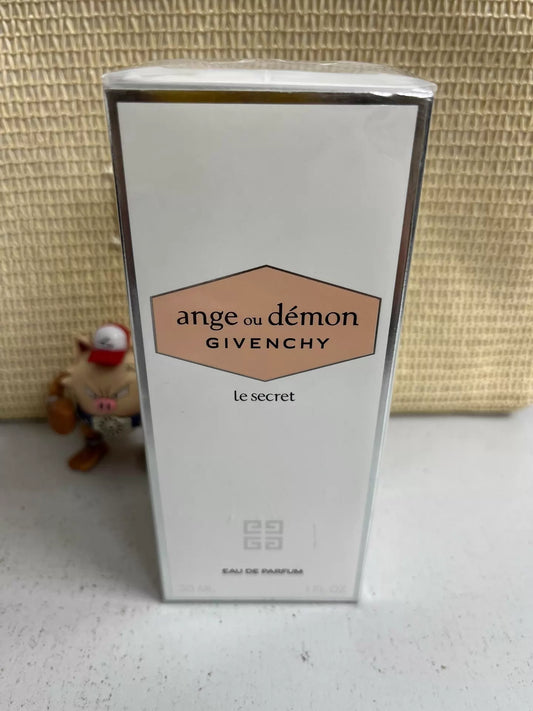 ange ou démon
GIVENCHY
le secret
EAU DE PARFUM
30 ML 1 FL OZ